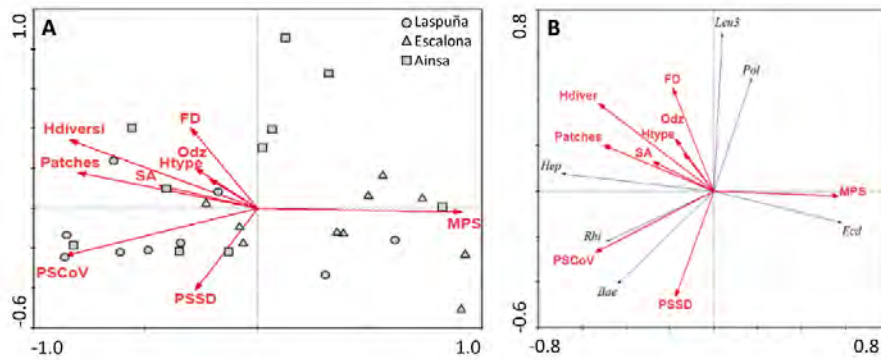 A
1.0
Laspuña
Escalona
Ainsa
FD
Hdiversi
Odz
Htype
Patches
SA
MPS
PSCoV
PSSD
-0.6
-1.0
1.0
B
0.8
Leu3
Pol
FD
Hdiver
Odz
Htype
Patches
SA
Hep
MPS
Ecd
Rhi
PSCoV
Bae
PSSD
-0.6
-0.8
0.8